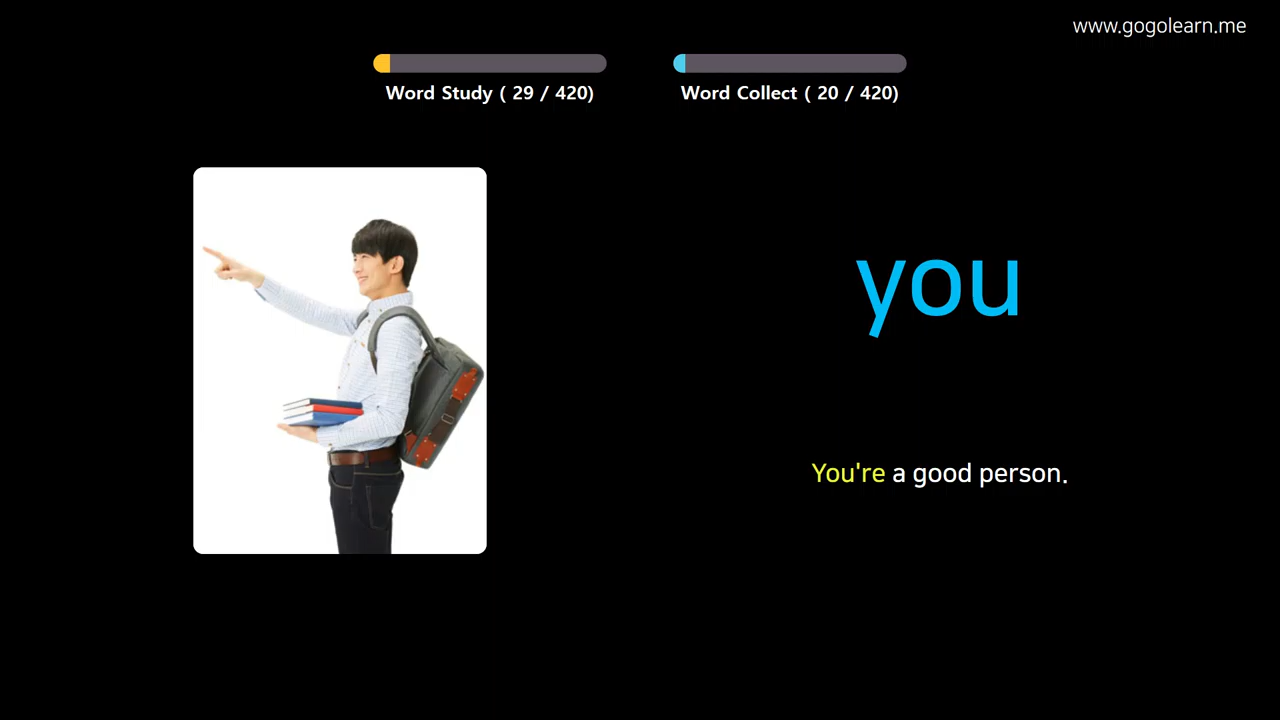 www.gogolearn.me
Word Study ( 29 / 420)
Word Collect ( 20 / 420)
you
You're a good person.